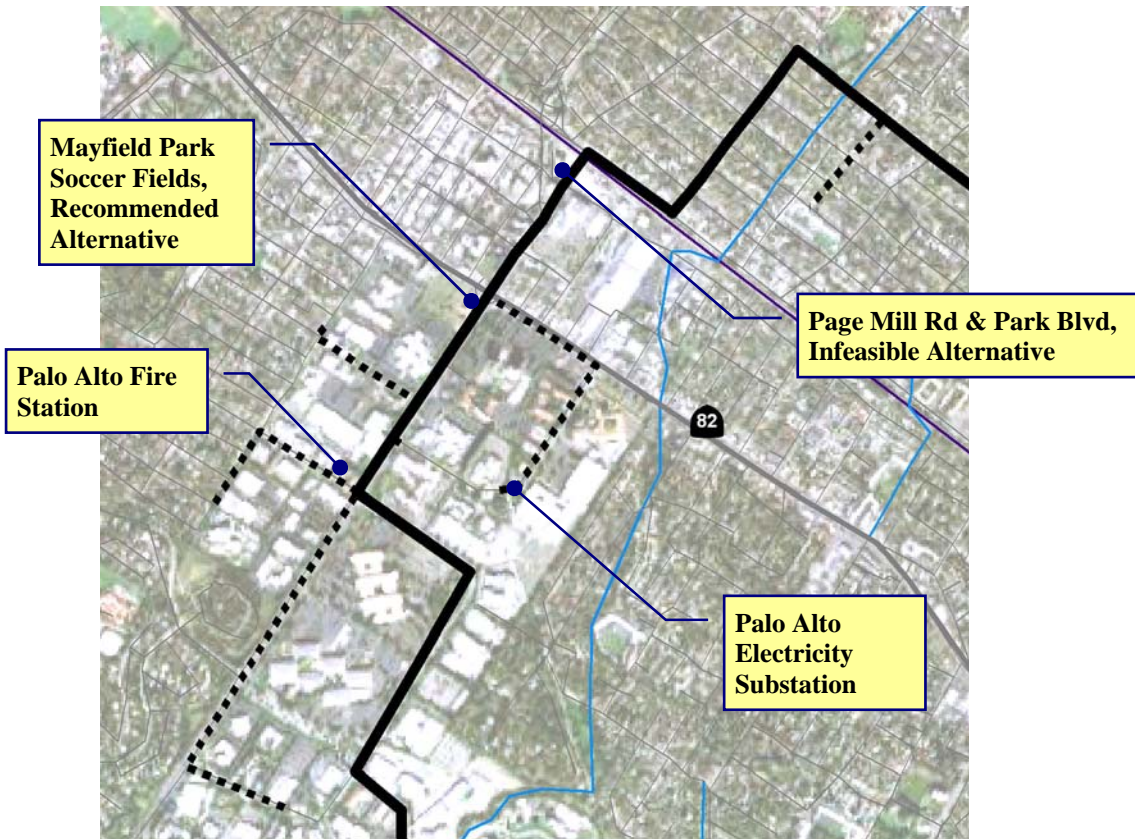 Mayfield Park
Soccer Fields,
Recommended
Alternative
Page Mill Rd & Park Blvd,
Infeasible Alternative
Palo Alto Fire
Station
82
Palo Alto
Electricity
Substation